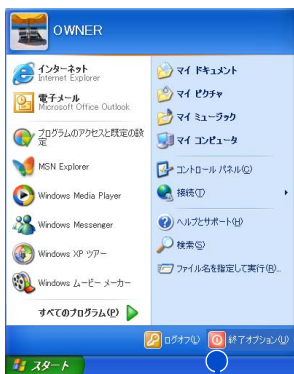 OWNER
インターネット
Internet Explorer
電子メール
Microsoft Office Outlook
プログラムのアクセスと既定の設
定
MSN Explorer
Windows Media Player
Windows Messenger
Windows XP ツアー
Windows ムービー メーカー
すべてのプログラム(P)
マイ ドキュメント
マイ ピクチャ
マイ ミュージック
マイ コンピュータ
コントロール パネル(C)
接続(T)
ヘルプとサポート(H)
検索(S)
ファイル名を指定して実行(R)...
ログオフ(L)
終了オプション(U)
スタート